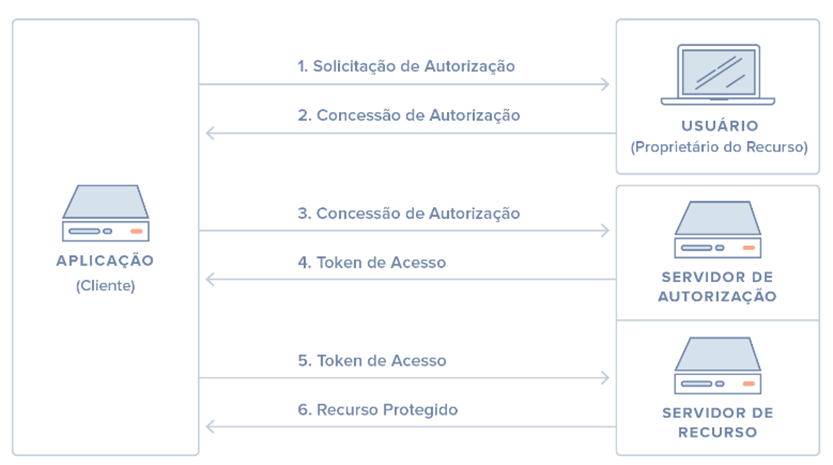 1. Solicitação de Autorização
2. Concessão de Autorização
USUÁRIO
(Proprietário do Recurso)
3. Concessão de Autorização
4. Token de Acesso
APLICAÇÃO
(Cliente)
SERVIDOR DE
AUTORIZAÇÃO
5. Token de Acesso
6. Recurso Protegido
SERVIDOR DE
RECURSO